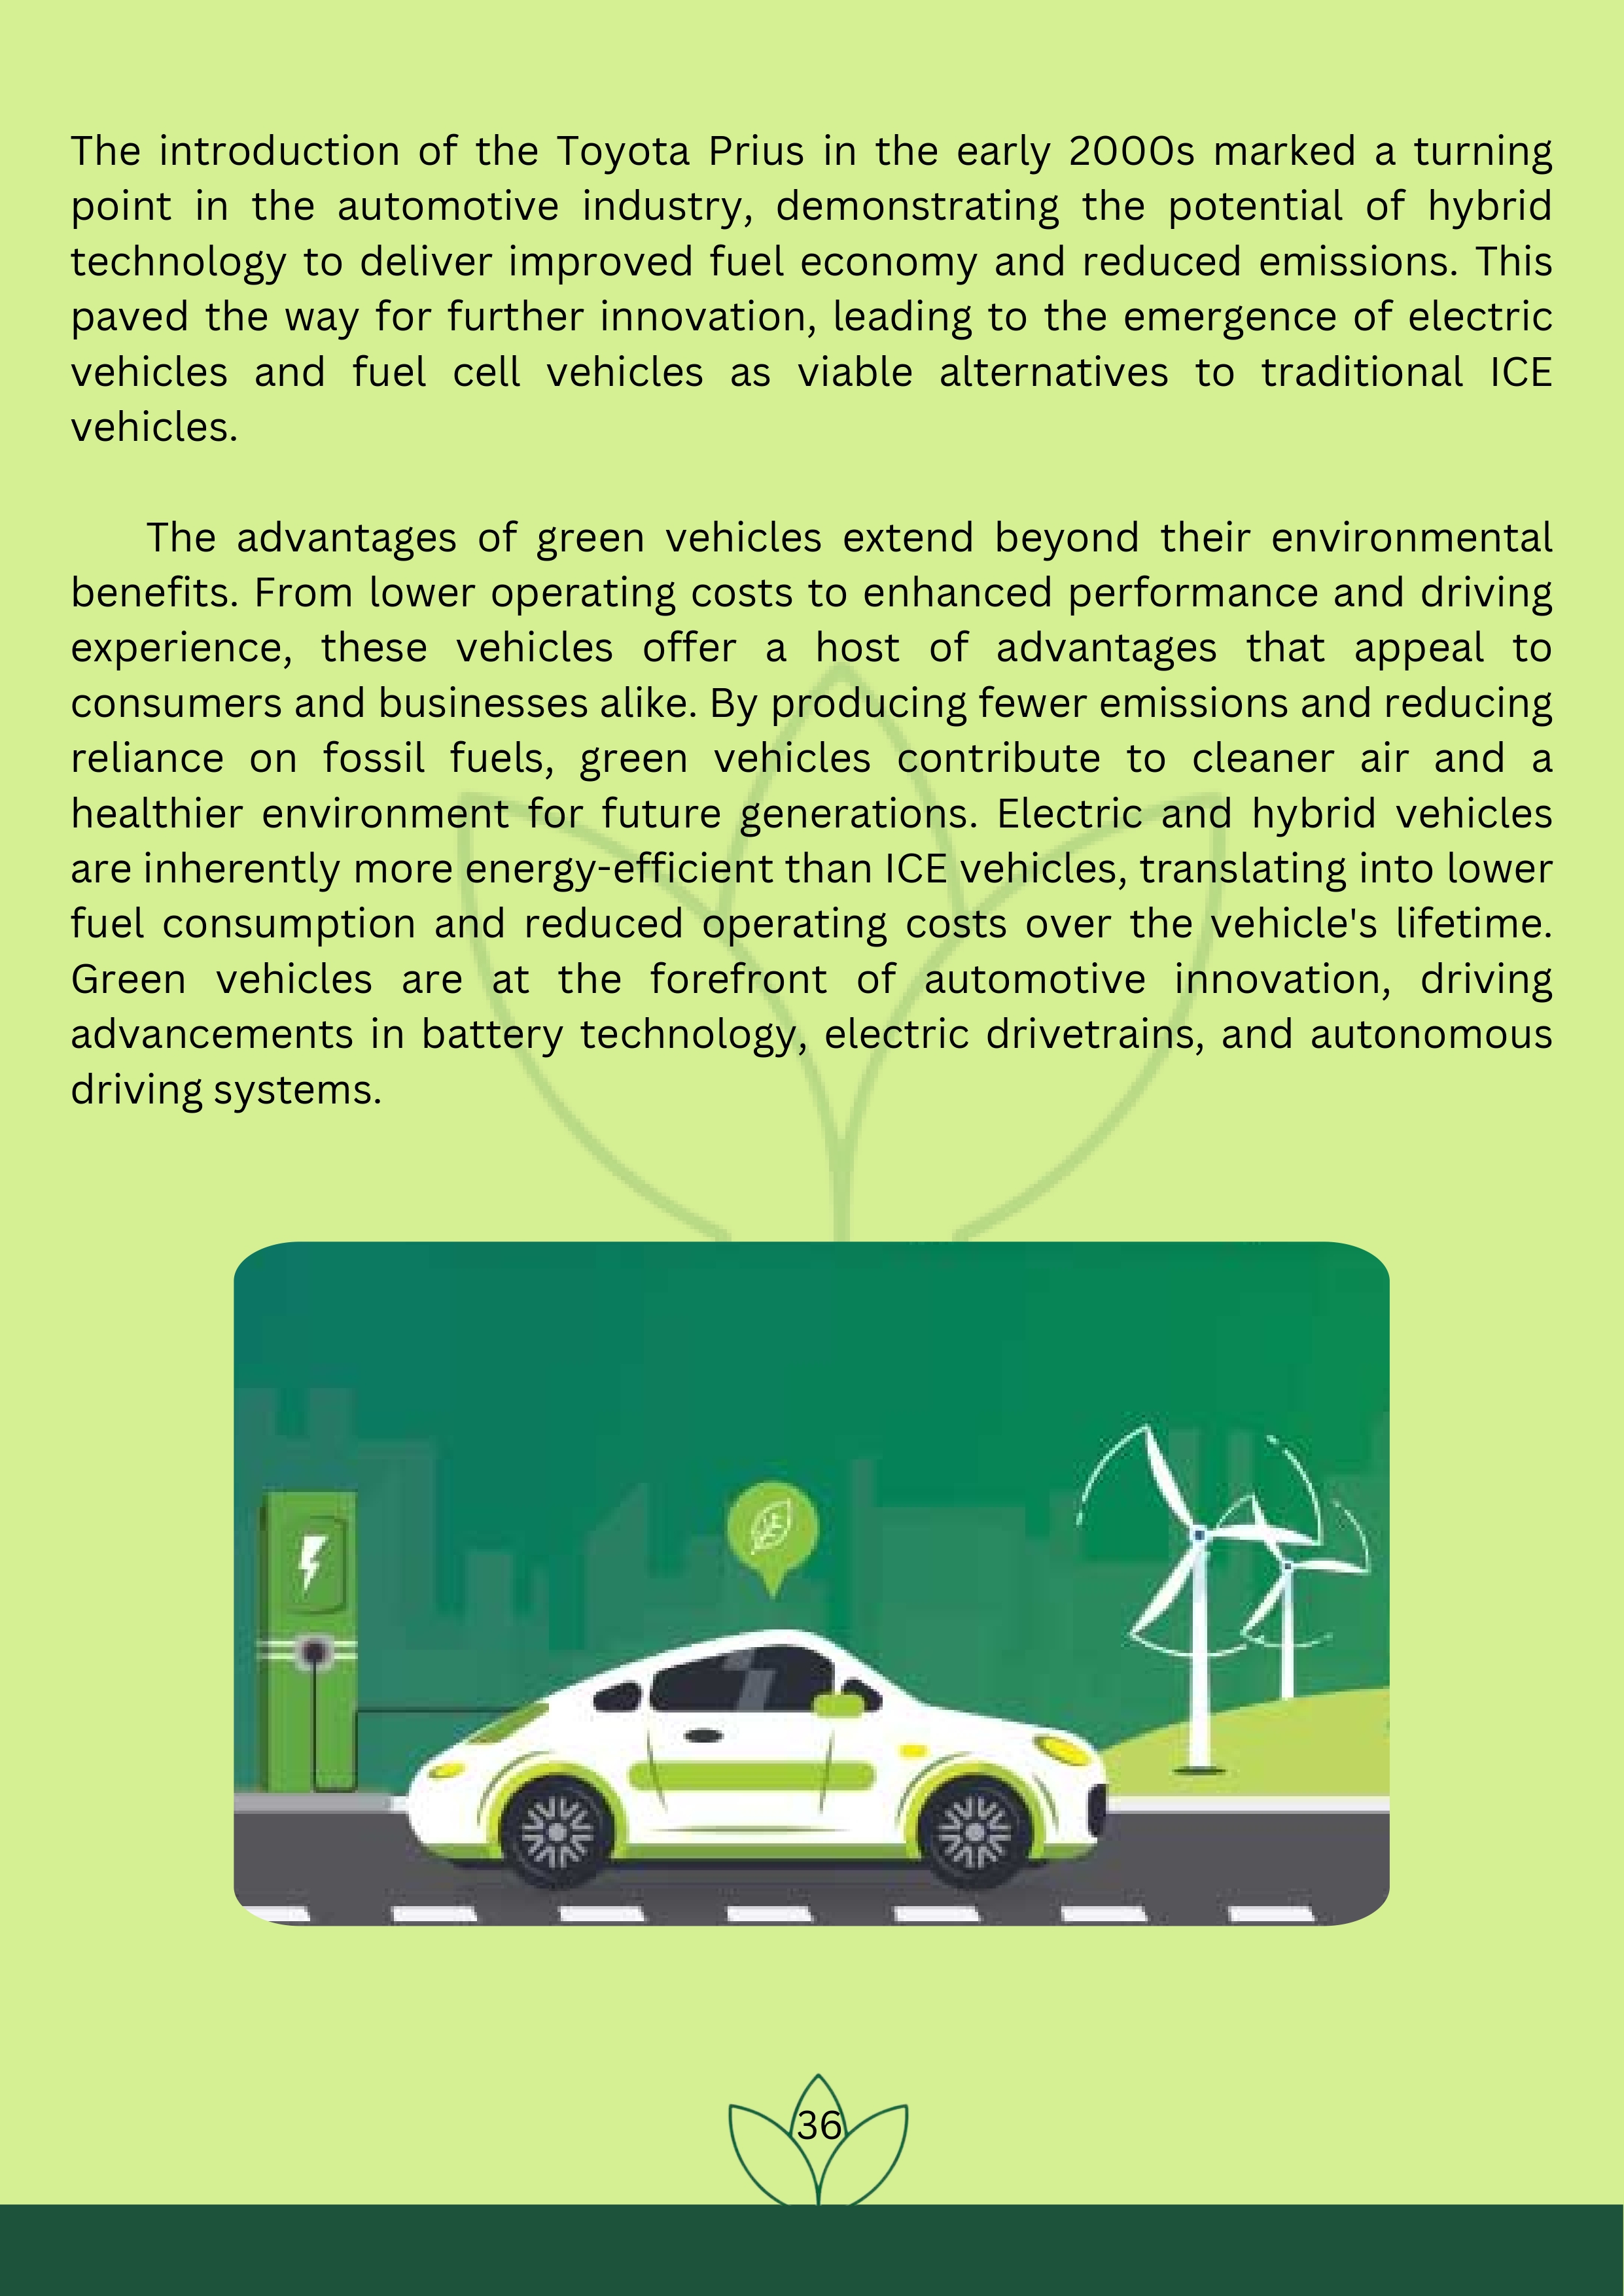 The introduction of the Toyota Prius in the early 2000s marked a turning
point in the automotive industry, demonstrating the potential of hybrid
technology to deliver improved fuel economy and reduced emissions. This
paved the way for further innovation, leading to the emergence of electric
vehicles and fuel cell vehicles as viable alternatives to traditional ICE
vehicles.
The advantages of green vehicles extend beyond their environmental
benefits. From lower operating costs to enhanced performance and driving
experience, these vehicles offer a host of advantages that appeal to
consumers and businesses alike. By producing fewer emissions and reducing
reliance on fossil fuels, green vehicles contribute to cleaner air and a
healthier environment for future generations. Electric and hybrid vehicles
are inherently more energy-efficient than ICE vehicles, translating into lower
fuel consumption and reduced operating costs over the vehicle's lifetime.
Green vehicles are at the forefront of automotive innovation, driving
advancements in battery technology, electric drivetrains, and autonomous
driving systems.
36